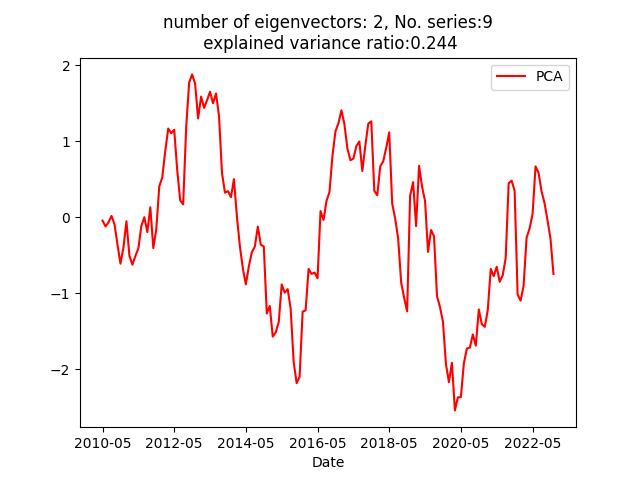 number of eigenvectors: 2, No. series:9
explained variance ratio:0.244
PCA
2
1
0
−1
−2
2010-05 2012-05 2014-05 2016-05 2018-05 2020-05 2022-05
Date